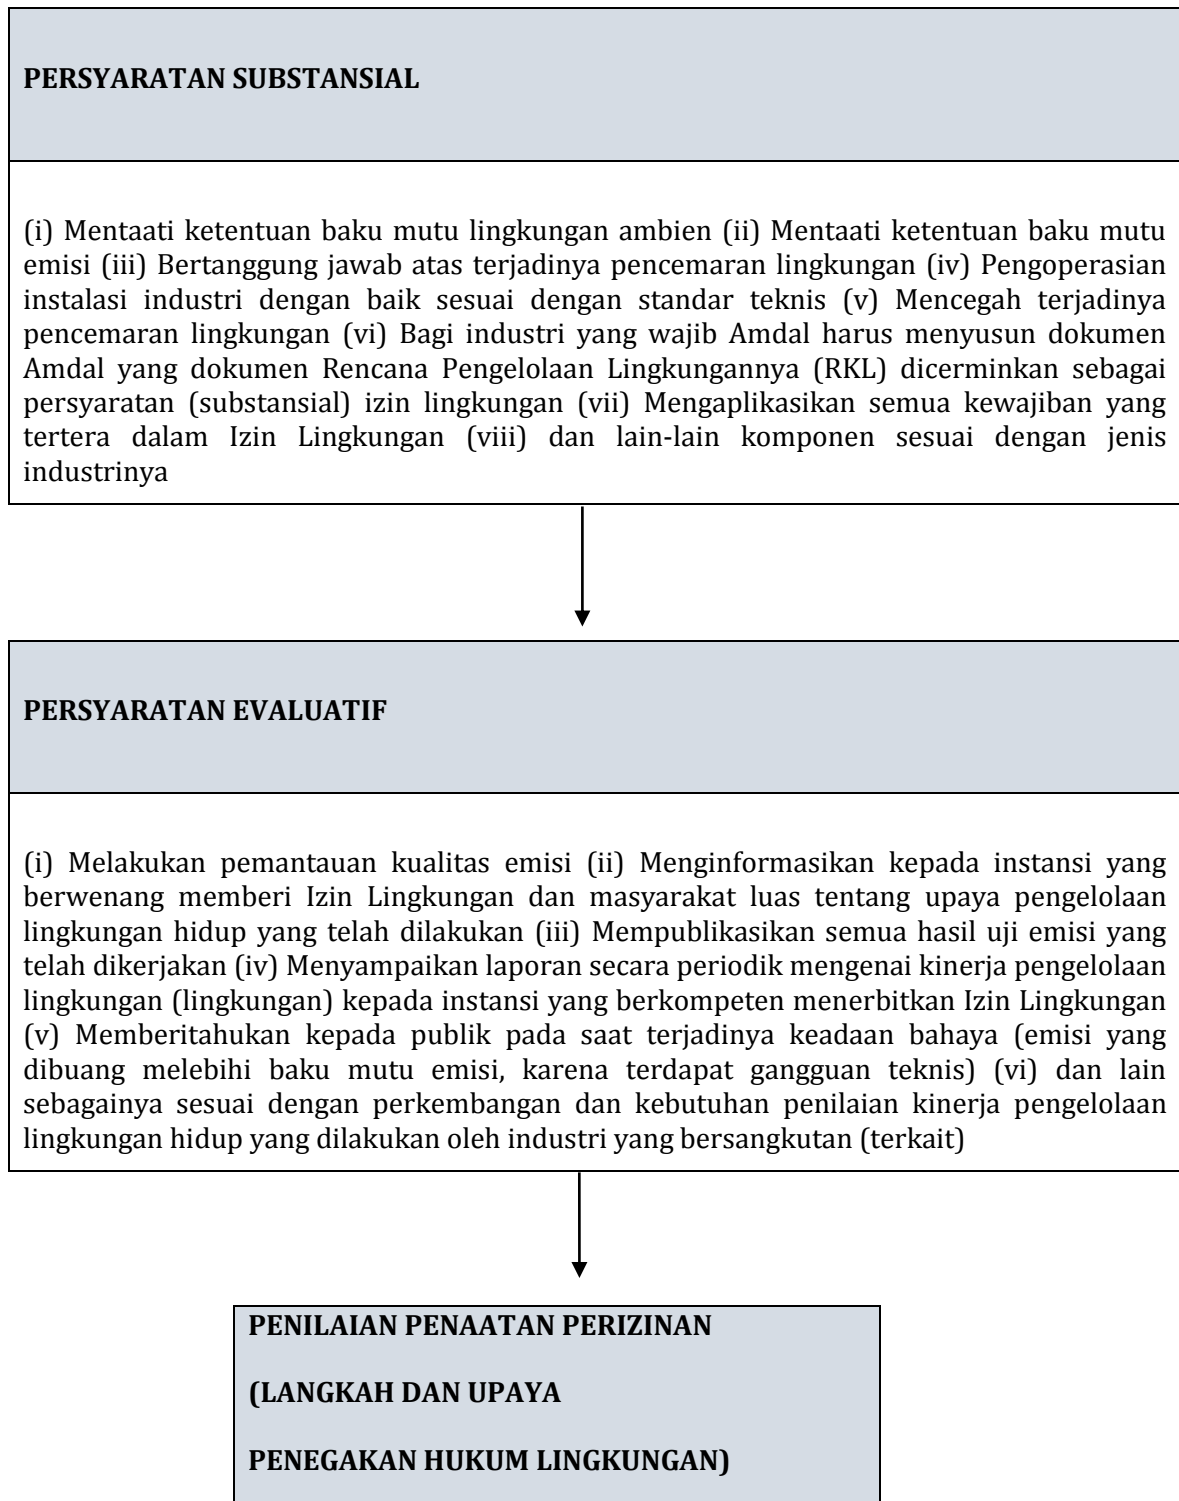 PERSYARATAN SUBSTANSIAL
(i) Mentaati ketentuan baku mutu lingkungan ambien (ii) Mentaati ketentuan baku mutu
emisi (iii) Bertanggung jawab atas terjadinya pencemaran lingkungan (iv) Pengoperasian
instalasi industri dengan baik sesuai dengan standar teknis (v) Mencegah terjadinya
pencemaran lingkungan (vi) Bagi industri yang wajib Amdal harus menyusun dokumen
Amdal yang dokumen Rencana Pengelolaan Lingkungannya (RKL) dicerminkan sebagai
persyaratan (substansial) izin lingkungan (vii) Mengaplikasikan semua kewajiban yang
tertera dalam Izin Lingkungan (viii) dan lain-lain komponen sesuai dengan jenis
industrinya
PERSYARATAN EVALUATIF
(i) Melakukan pemantauan kualitas emisi (ii) Menginformasikan kepada instansi yang
berwenang memberi Izin Lingkungan dan masyarakat luas tentang upaya pengelolaan
lingkungan hidup yang telah dilakukan (iii) Mempublikasikan semua hasil uji emisi yang
telah dikerjakan (iv) Menyampaikan laporan secara periodik mengenai kinerja pengelolaan
lingkungan (lingkungan) kepada instansi yang berkompeten menerbitkan Izin Lingkungan
(v) Memberitahukan kepada publik pada saat terjadinya keadaan bahaya (emisi yang
dibuang melebihi baku mutu emisi, karena terdapat gangguan teknis) (vi) dan lain
sebagainya sesuai dengan perkembangan dan kebutuhan penilaian kinerja pengelolaan
lingkungan hidup yang dilakukan oleh industri yang bersangkutan (terkait)
PENILAIAN PENAATAN PERIZINAN
(LANGKAH DAN UPAYA
PENEGAKAN HUKUM LINGKUNGAN)